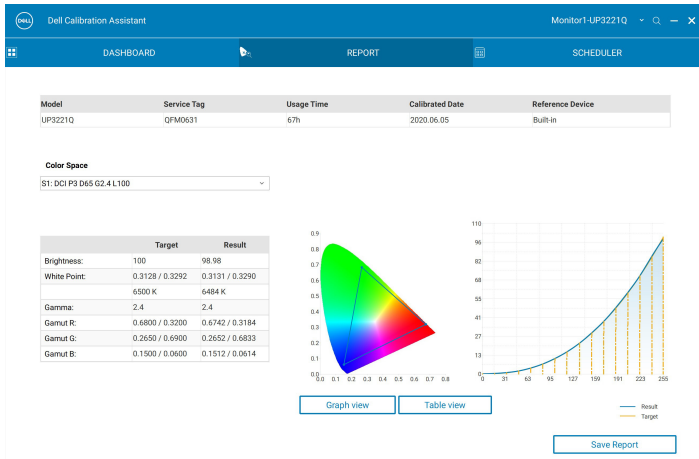 DELL Dell Calibration Assistant Monitor1-UP3221Q
DASHBOARD REPORT SCHEDULER
Model Service Tag Usage Time Calibrated Date Reference Device
UP3221Q QFM0631 67h 2020.06.05 Built-in
Color Space
S1: DCI P3 D65 G2.4 L100
Target Result
Brightness: 100 98.98
White Point: 0.3128 / 0.3292 0.3131 / 0.3290
6500 K 6484 K
Gamma: 2.4 2.4
Gamut R: 0.6800 / 0.3200 0.6742 / 0.3184
Gamut G: 0.2650 / 0.6900 0.2652 / 0.6833
Gamut B: 0.1500 / 0.0600 0.1512 / 0.0614
0.9
0.8
0.7
0.6
0.5
0.4
0.3
0.2
0.1
0.0
0.0 0.1 0.2 0.3 0.4 0.5 0.6 0.7 0.8
110
96
82
68
55
41
27
13
0
0 31 63 95 127 159 191 223 255
Graph view Table view
Result
Target
Save Report